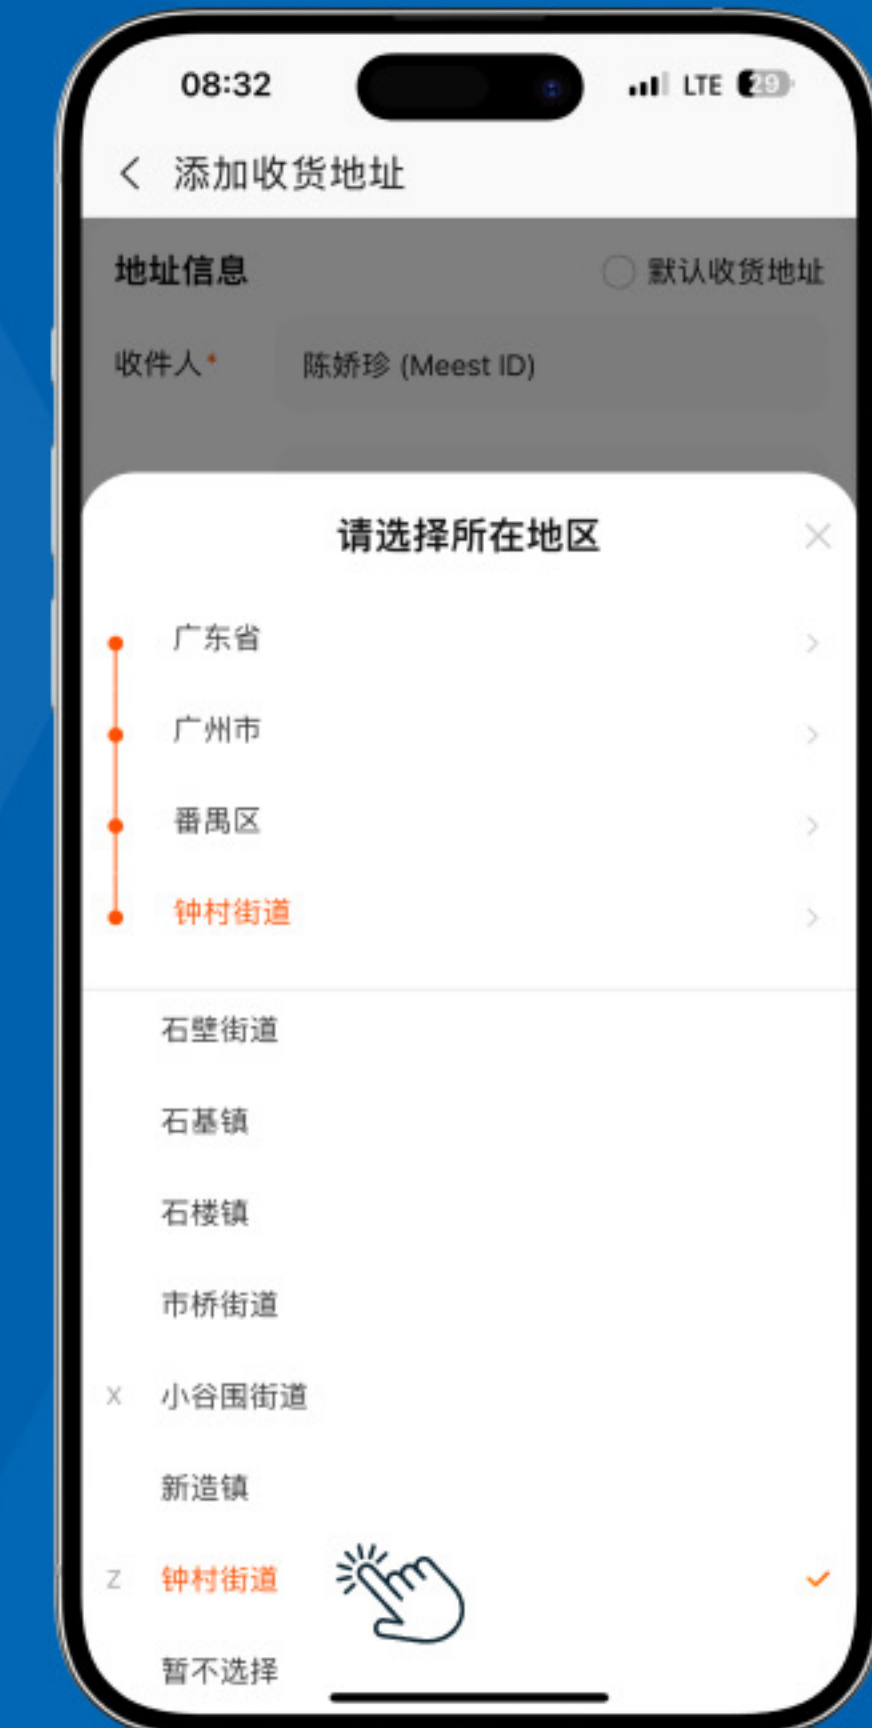 08:32 LTE 29
添加收货地址
地址信息 默认收货地址
收件人* 陈娇珍 (Meest ID)
请选择所在地区
广东省
广州市
番禺区
钟村街道
石壁街道
石基镇
石楼镇
市桥街道
X 小谷围街道
新造镇
Z 钟村街道
暂不选择